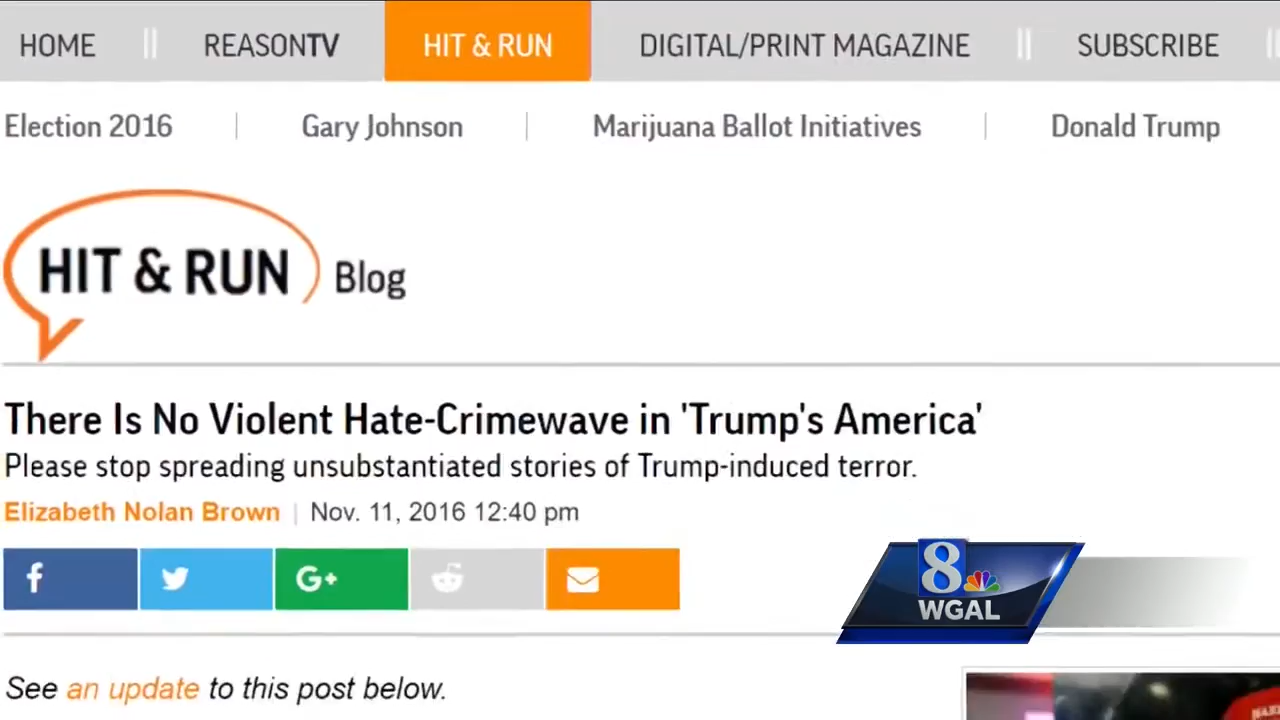 HOME || REASONTV HIT & RUN DIGITAL/PRINT MAGAZINE || SUBSCRIBE
Election 2016 | Gary Johnson | Marijuana Ballot Initiatives | Donald Trump
HIT & RUN Blog
There Is No Violent Hate-Crimewave in 'Trump's America'
Please stop spreading unsubstantiated stories of Trump-induced terror.
Elizabeth Nolan Brown | Nov. 11, 2016 12:40 pm
f G+
8
WGAL
See an update to this post below.